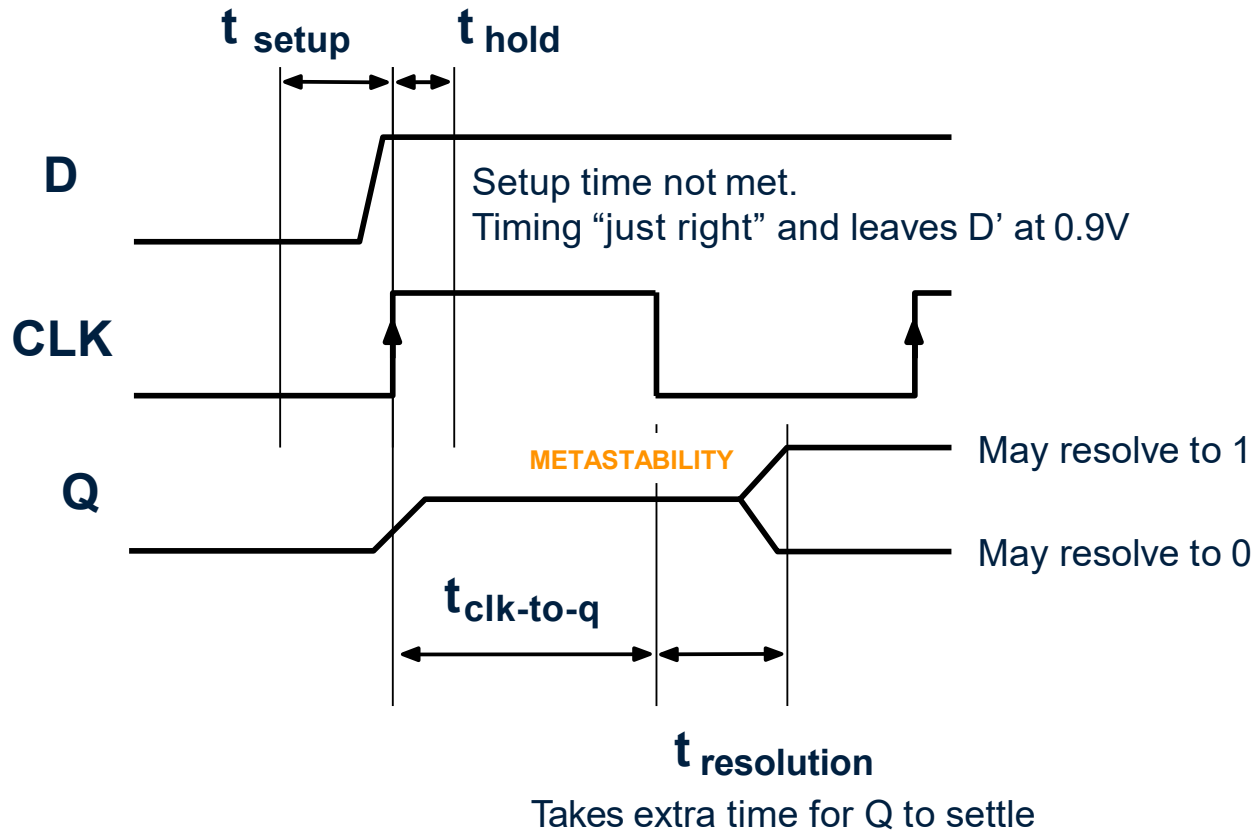 t setup
t hold
D
Setup time not met.
Timing “just right” and leaves D’ at 0.9V
CLK
METASTABILITY
May resolve to 1
Q
May resolve to 0
t clk-to-q
t resolution
Takes extra time for Q to settle